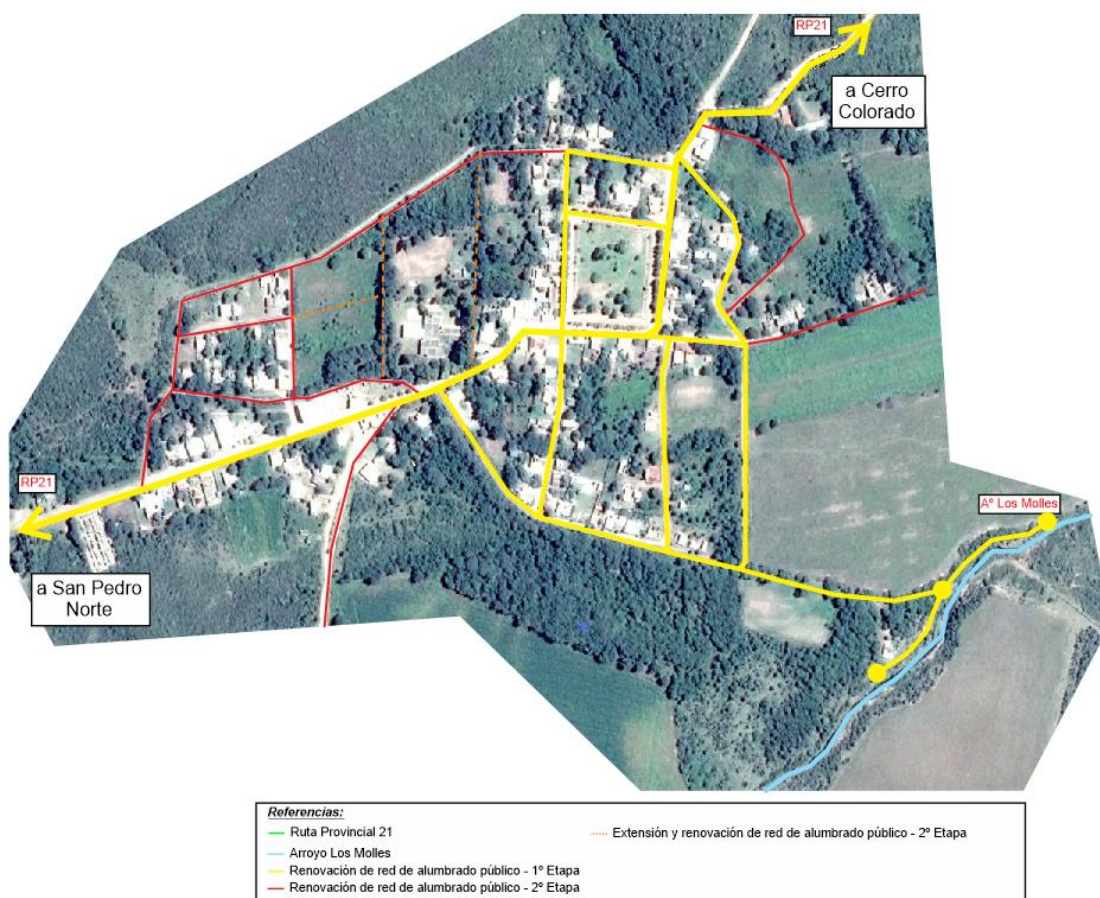 RP21
a Cerro
Colorado
RP21
Aº Los Molles
a San Pedro
Norte
Referencias:
Ruta Provincial 21
Extensión y renovación de red de alumbrado público - 2º Etapa
Arroyo Los Molles
Renovación de red de alumbrado público - 1º Etapa
Renovación de red de alumbrado público - 2º Etapa